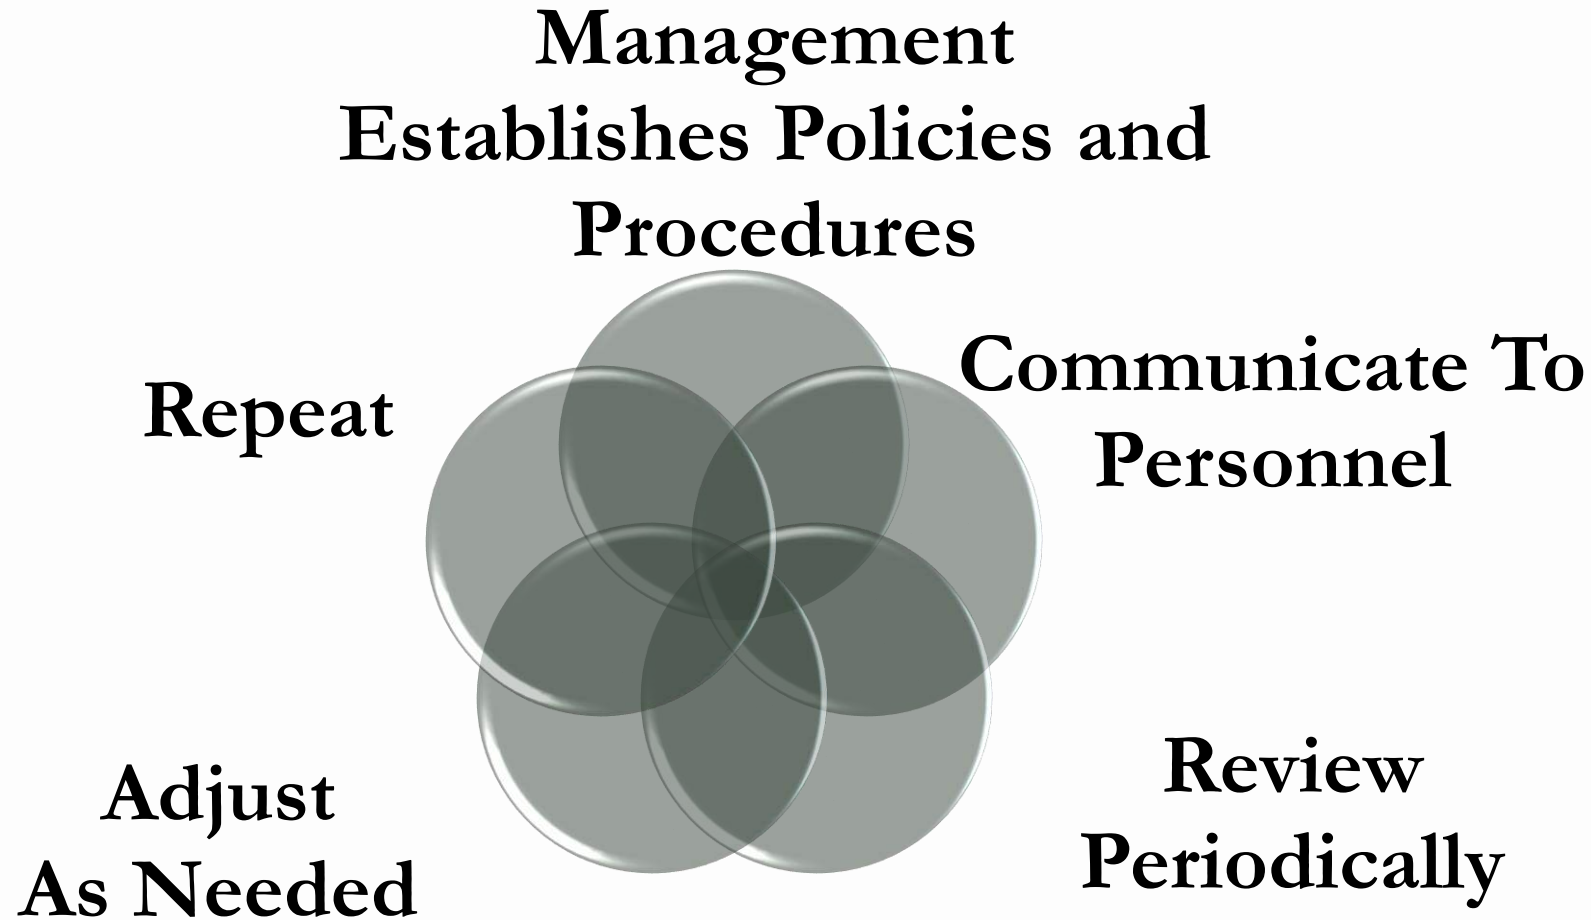 Management
Establishes Policies and
Procedures
Communicate To
Personnel
Review
Periodically
Adjust
As Needed
Repeat